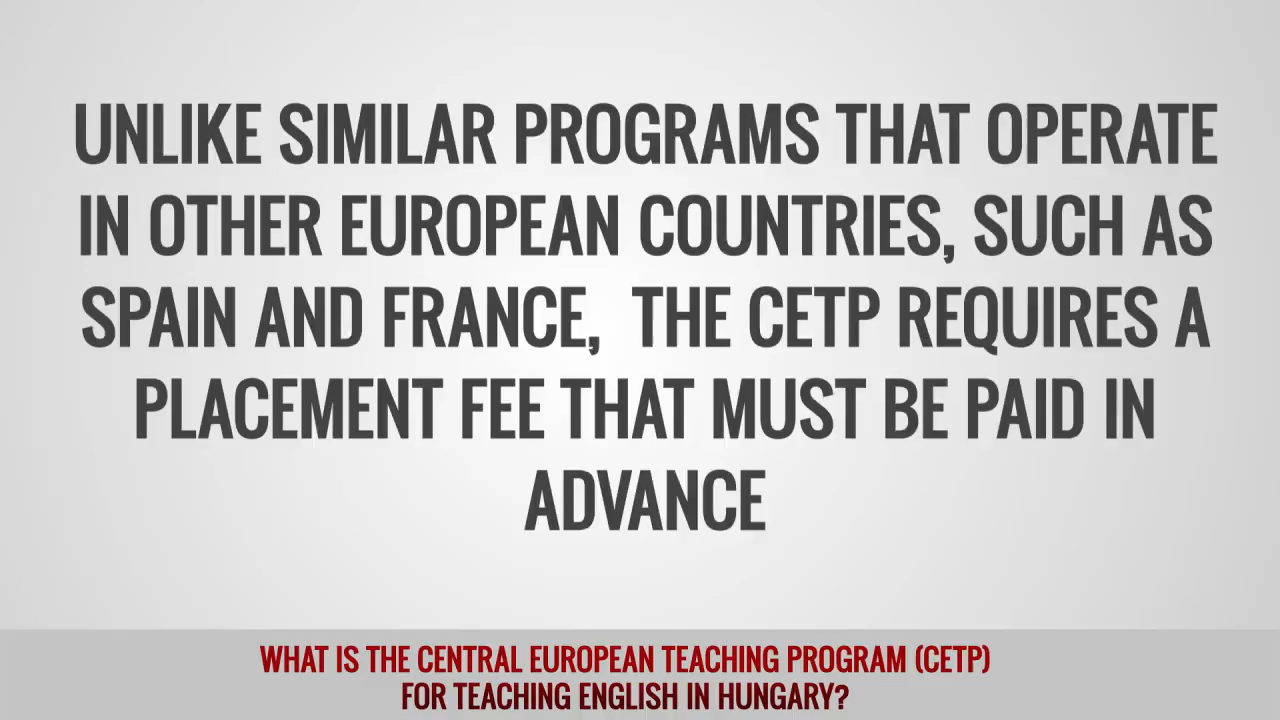 UNLIKE SIMILAR PROGRAMS THAT OPERATE
IN OTHER EUROPEAN COUNTRIES, SUCH AS
SPAIN AND FRANCE,  THE CETP REQUIRES A
PLACEMENT FEE THAT MUST BE PAID IN
ADVANCE
WHAT IS THE CENTRAL EUROPEAN TEACHING PROGRAM (CETP)
FOR TEACHING ENGLISH IN HUNGARY?